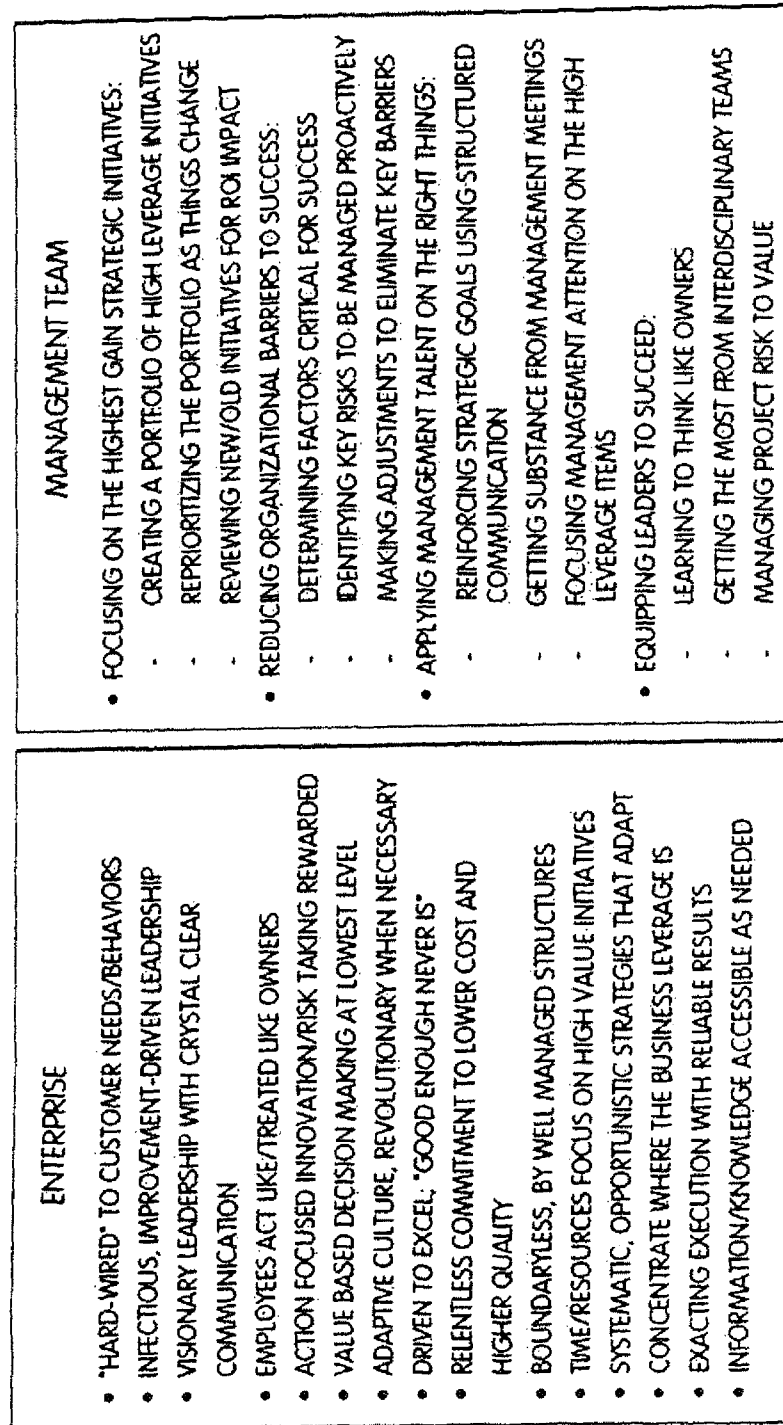 ENTERPRISE
• "HARD-WIRED" TO CUSTOMER NEEDS/BEHAVIORS
• INFECTIOUS, IMPROVEMENT-DRIVEN LEADERSHIP
• VISIONARY LEADERSHIP WITH CRYSTAL CLEAR
COMMUNICATION
• EMPLOYEES ACT LIKE/TREATED LIKE OWNERS
• ACTION FOCUSED INNOVATION/RISK TAKING REWARDED
• VALUE BASED DECISION MAKING AT LOWEST LEVEL
• ADAPTIVE CULTURE, REVOLUTIONARY WHEN NECESSARY
• DRIVEN TO EXCEL; "GOOD ENOUGH NEVER IS"
• RELENTLESS COMMITMENT TO LOWER COST AND
HIGHER QUALITY
• BOUNDARYLESS, BY WELL MANAGED STRUCTURES
• TIME/RESOURCES FOCUS ON HIGH VALUE INITIATIVES
• SYSTEMATIC, OPPORTUNISTIC STRATEGIES THAT ADAPT
• CONCENTRATE WHERE THE BUSINESS LEVERAGE IS
• EXACTING EXECUTION WITH RELIABLE RESULTS
• INFORMATION/KNOWLEDGE ACCESSIBLE AS NEEDED
MANAGEMENT TEAM
• FOCUSING ON THE HIGHEST GAIN STRATEGIC INITIATIVES:
- CREATING A PORTFOLIO OF HIGH LEVERAGE INITIATIVES
- REPRIORITIZING THE PORTFOLIO AS THINGS CHANGE
- REVIEWING NEW/OLD INITIATIVES FOR ROI IMPACT
• REDUCING ORGANIZATIONAL BARRIERS TO SUCCESS:
- DETERMINING FACTORS CRITICAL FOR SUCCESS
- IDENTIFYING KEY RISKS TO BE MANAGED PROACTIVELY
- MAKING ADJUSTMENTS TO ELIMINATE KEY BARRIERS
• APPLYING MANAGEMENT TALENT ON THE RIGHT THINGS:
- REINFORCING STRATEGIC GOALS USING STRUCTURED
COMMUNICATION
- GETTING SUBSTANCE FROM MANAGEMENT MEETINGS
- FOCUSING MANAGEMENT ATTENTION ON THE HIGH
LEVERAGE ITEMS
• EQUIPPING LEADERS TO SUCCEED:
- LEARNING TO THINK LIKE OWNERS
- GETTING THE MOST FROM INTERDISCIPLINARY TEAMS
- MANAGING PROJECT RISK TO VALUE